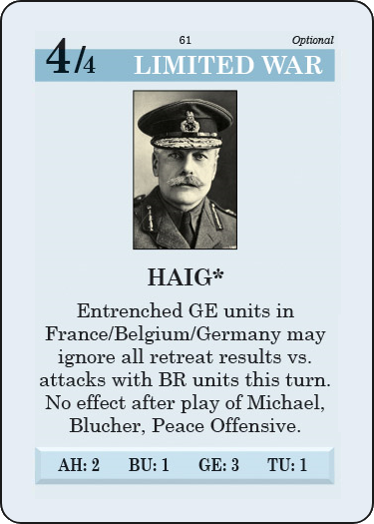 61
Optional
4/4 LIMITED WAR
HAIG*
Entrenched GE units in
France/Belgium/Germany may
ignore all retreat results vs.
attacks with BR units this turn.
No effect after play of Michael,
Blucher, Peace Offensive.
AH: 2 BU: 1 GE: 3 TU: 1